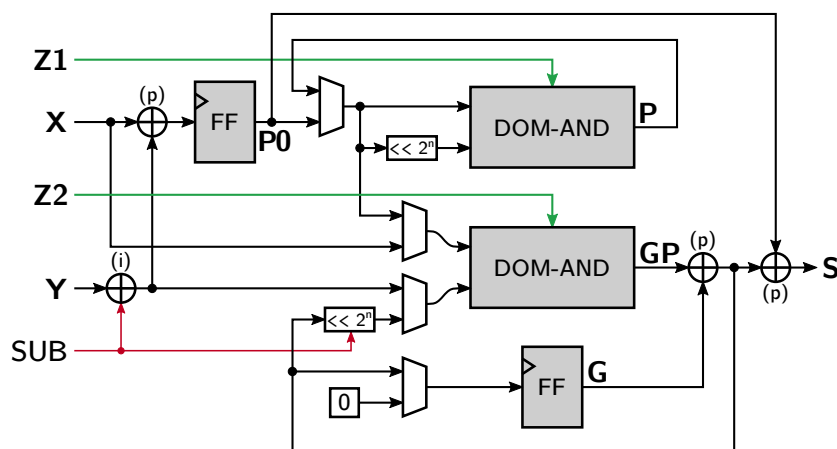 Z1
(p)
X
FF
P0
<< 2ⁿ
DOM-AND
P
Z2
(i)
Y
DOM-AND
GP
(p)
(p)
S
<< 2ⁿ
SUB
0
FF
G